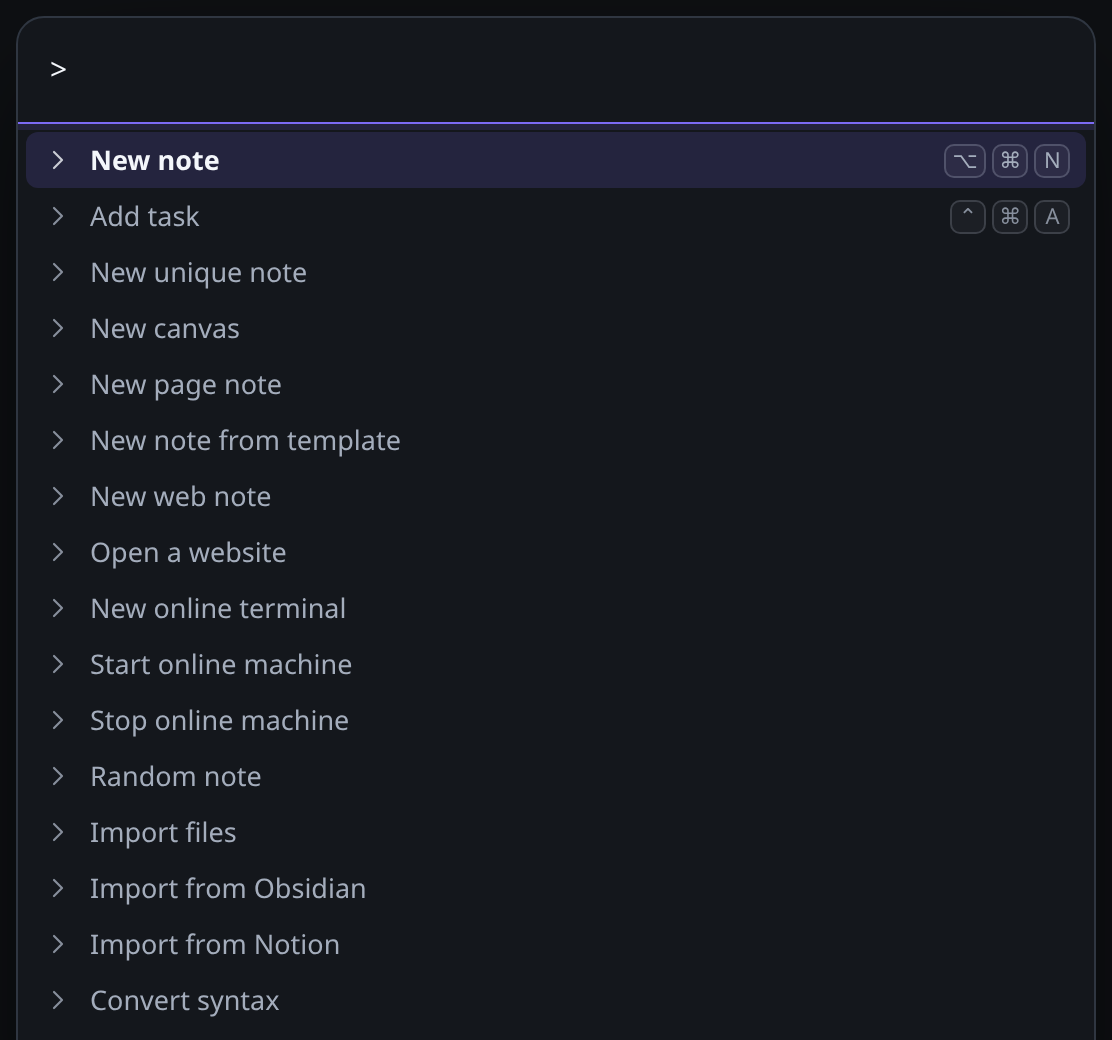 >
New note ⌥ ⌘ N
Add task ⌃ ⌘ A
New unique note
New canvas
New page note
New note from template
New web note
Open a website
New online terminal
Start online machine
Stop online machine
Random note
Import files
Import from Obsidian
Import from Notion
Convert syntax